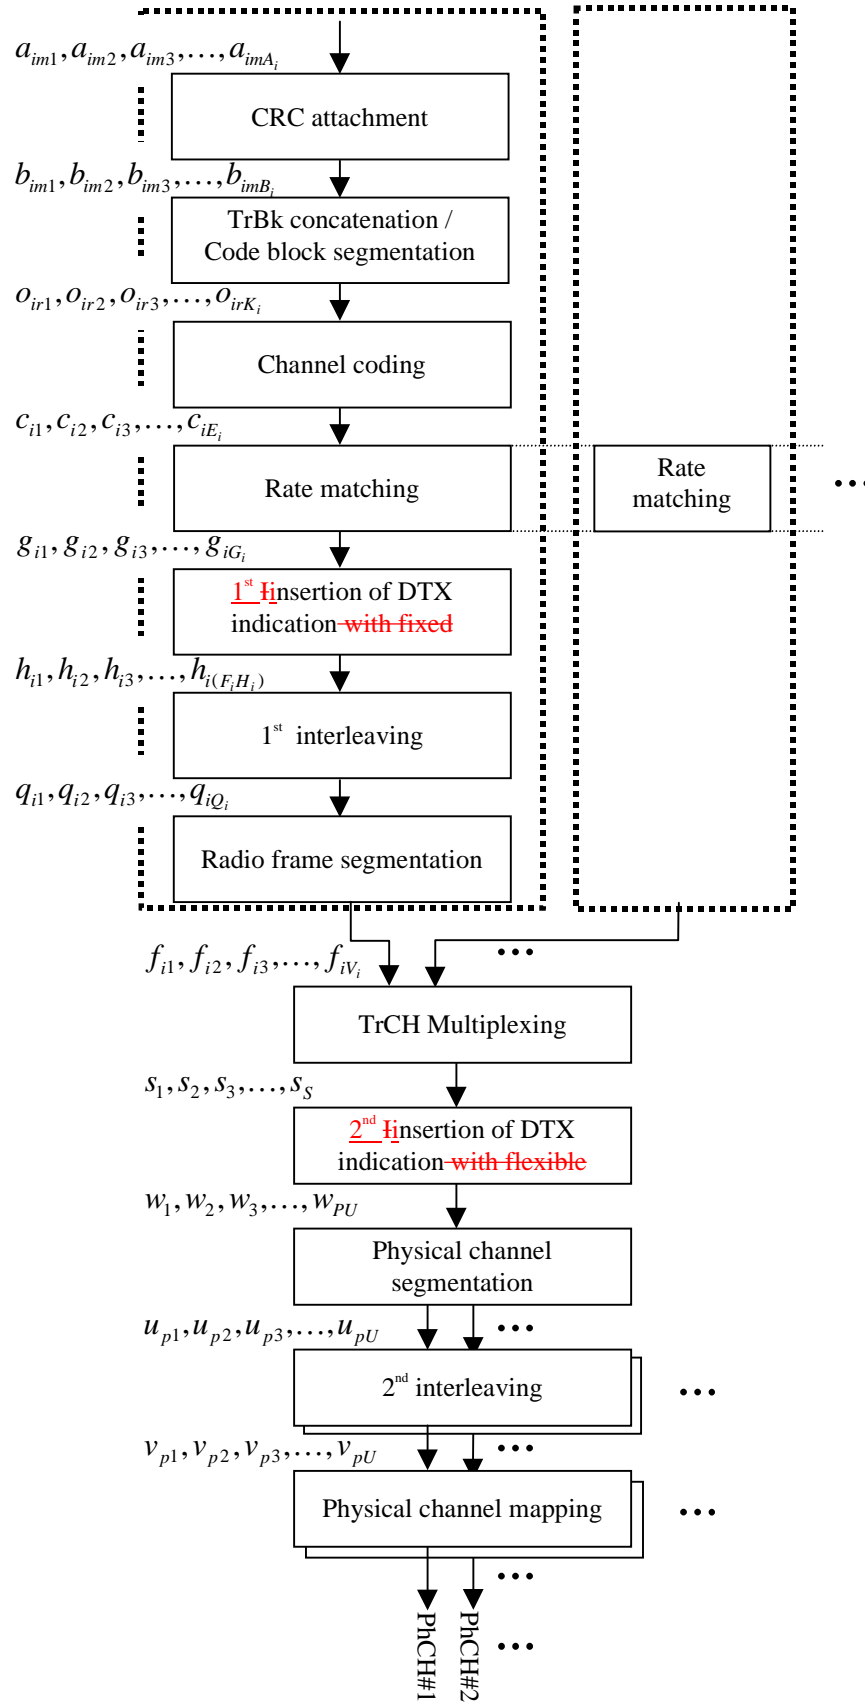 a_{im1}, a_{im2}, a_{im3}, …, a_{imA_i}
CRC attachment
b_{im1}, b_{im2}, b_{im3}, …, b_{imB_i}
TrBk concatenation /
Code block segmentation
o_{ir1}, o_{ir2}, o_{ir3}, …, o_{irK_i}
Channel coding
c_{i1}, c_{i2}, c_{i3}, …, c_{iE_i}
Rate matching
Rate
matching
...
g_{i1}, g_{i2}, g_{i3}, …, g_{iG_i}
1st Iinsertion of DTX
indication with fixed
h_{i1}, h_{i2}, h_{i3}, …, h_{i(F_iH_i)}
1st interleaving
q_{i1}, q_{i2}, q_{i3}, …, q_{iQ_i}
Radio frame segmentation
...
f_{i1}, f_{i2}, f_{i3}, …, f_{iV_i}
TrCH Multiplexing
s_1, s_2, s_3, …, s_S
2nd Iinsertion of DTX
indication with flexible
w_1, w_2, w_3, …, w_{PU}
Physical channel
segmentation
u_{p1}, u_{p2}, u_{p3}, …, u_{pU}
...
2nd interleaving
...
v_{p1}, v_{p2}, v_{p3}, …, v_{pU}
...
Physical channel mapping
...
...
PhCH#1
PhCH#2
...